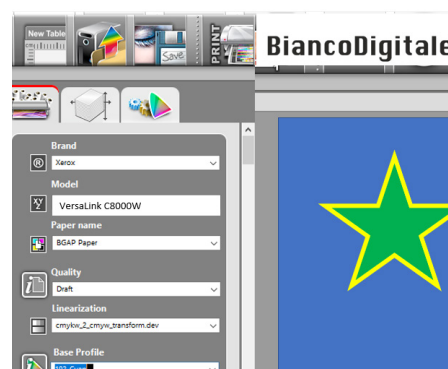 New Table
Save
PRINT
BiancoDigitale
Brand
Xerox
Model
VersaLink C8000W
Paper name
BGAP Paper
Quality
Draft
Linearization
cmykw_2_cmyw_transform.dev
Base Profile